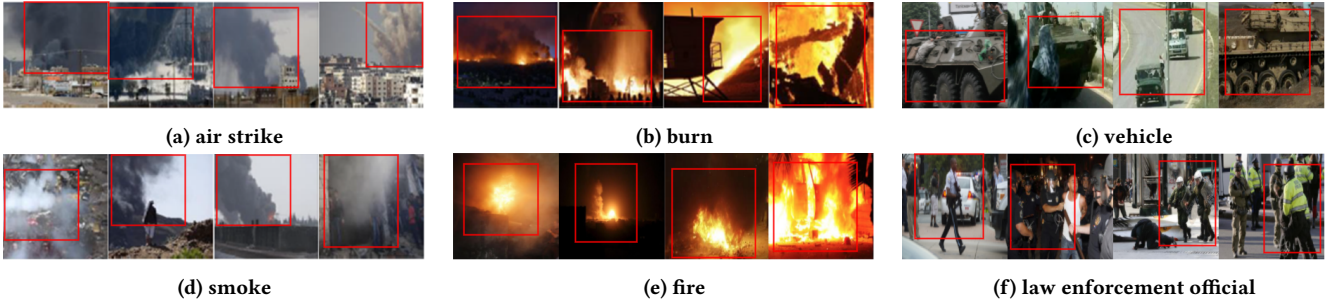 (a) air strike
(b) burn
(c) vehicle
(d) smoke
(e) fire
(f) law enforcement official